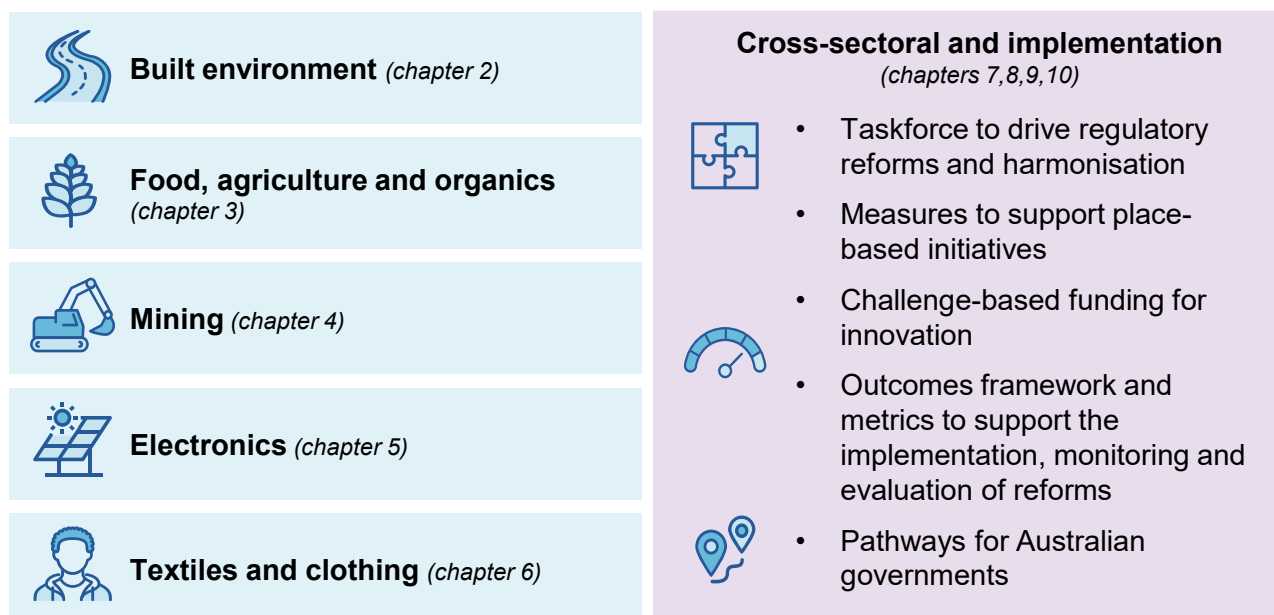 Built environment (chapter 2)
Food, agriculture and organics
(chapter 3)
Mining (chapter 4)
Electronics (chapter 5)
Textiles and clothing (chapter 6)
Cross-sectoral and implementation
(chapters 7,8,9,10)
• Taskforce to drive regulatory
reforms and harmonisation
• Measures to support place-
based initiatives
• Challenge-based funding for
innovation
• Outcomes framework and
metrics to support the
implementation, monitoring and
evaluation of reforms
• Pathways for Australian
governments